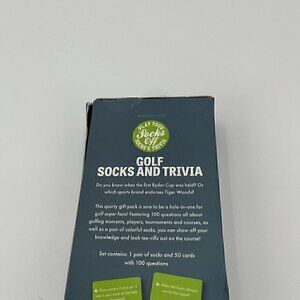 PLAY YOUR
Socks
Off
SOCKS & TRIVIA
GOLF
SOCKS AND TRIVIA
Do you know when the first Ryder Cup was held? Or
which sports brand endorses Tiger Woods?
This sporty gift pack is sure to be a hole-in-one for
golf super fans! Featuring 100 questions all about
golfing moments, players, tournaments and courses, as
well as a pair of colorful socks, you can show off your
knowledge and look tee-rific out on the course!
Set contains: 1 pair of socks and 50 cards
with 100 questions